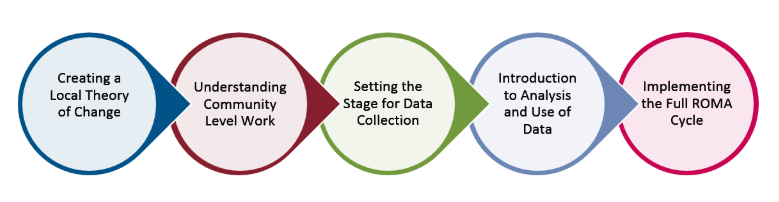 Creating a
Local Theory
of Change
Understanding
Community
Level Work
Setting the
Stage for Data
Collection
Introduction
to Analysis
and Use of
Data
Implementing
the Full ROMA
Cycle